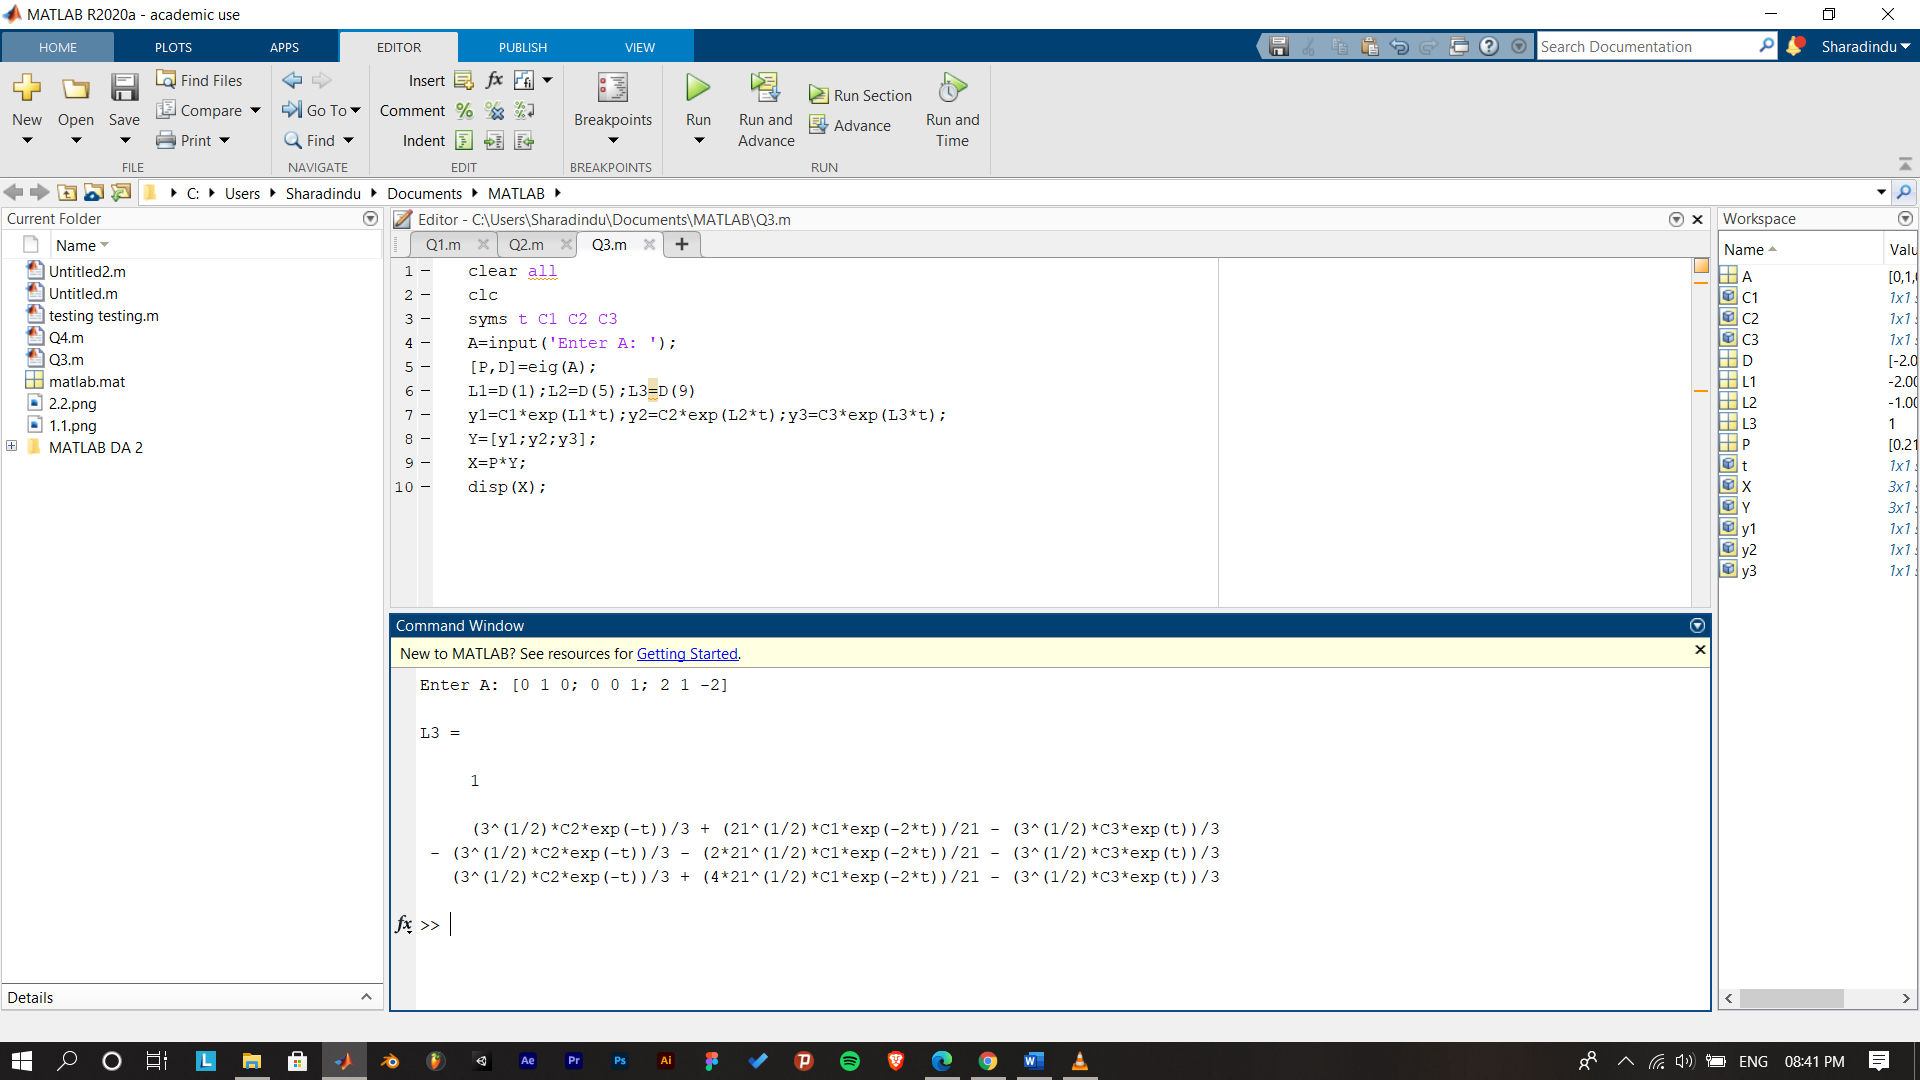 MATLAB R2020a - academic use
HOME PLOTS APPS EDITOR PUBLISH VIEW Search Documentation Sharadindu
New Open Save Find Files Compare Print
FILE
Go To Find
NAVIGATE
Insert fx
Comment
Indent
EDIT
Breakpoints
BREAKPOINTS
Run Run and Advance Run Section Advance Run and Time
RUN
C: Users Sharadindu Documents MATLAB
Current Folder
Name
Untitled2.m
Untitled.m
testing testing.m
Q4.m
Q3.m
matlab.mat
2.2.png
1.1.png
MATLAB DA 2
Details
Editor - C:\Users\Sharadindu\Documents\MATLAB\Q3.m
Q1.m Q2.m Q3.m
1 clear all
2 clc
3 syms t C1 C2 C3
4 A=input('Enter A: ');
5 [P,D]=eig(A);
6 L1=D(1);L2=D(5);L3=D(9)
7 y1=C1*exp(L1*t);y2=C2*exp(L2*t);y3=C3*exp(L3*t);
8 Y=[y1;y2;y3];
9 X=P*Y;
10 disp(X);
Command Window
New to MATLAB? See resources for Getting Started.
Enter A: [0 1 0; 0 0 1; 2 1 -2]
L3 =
1
(3^(1/2)*C2*exp(-t))/3 + (21^(1/2)*C1*exp(-2*t))/21 - (3^(1/2)*C3*exp(t))/3
- (3^(1/2)*C2*exp(-t))/3 - (2*21^(1/2)*C1*exp(-2*t))/21 - (3^(1/2)*C3*exp(t))/3
(3^(1/2)*C2*exp(-t))/3 + (4*21^(1/2)*C1*exp(-2*t))/21 - (3^(1/2)*C3*exp(t))/3
fx >>
Workspace
Name Valu
A [0,1,
C1 1x1
C2 1x1
C3 1x1
D [-2.0
L1 -2.00
L2 -1.00
L3 1
P [0.21
t 1x1
X 3x1
Y 3x1
y1 1x1
y2 1x1
y3 1x1
L Ae Pr Ps Ai W ENG 08:41 PM